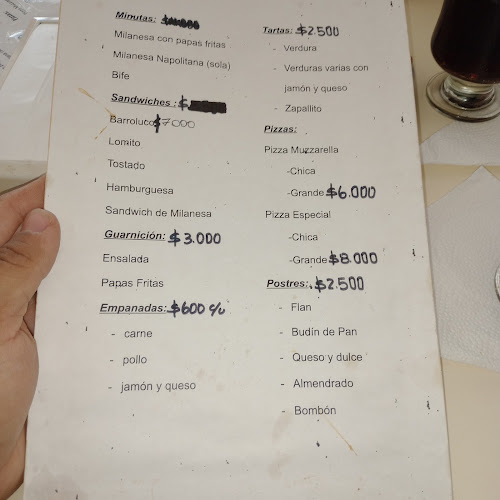 Minutas: $
Milanesa con papas fritas
Milanesa Napolitana (sola)
Bife
Sandwiches : $
Barroluco $7000
Lomito
Tostado
Hamburguesa
Sandwich de Milanesa
Guarnición: $3.000
Ensalada
Papas Fritas
Empanadas: $600 c/u
- carne
- pollo
- jamón y queso
Tartas: $2.500
- Verdura
- Verduras varias con
jamón y queso
- Zapallito
Pizzas:
Pizza Muzzarella
-Chica
-Grande $6.000
Pizza Especial
-Chica
-Grande $8.000
Postres: $2.500
- Flan
- Budín de Pan
- Queso y dulce
- Almendrado
- Bombón